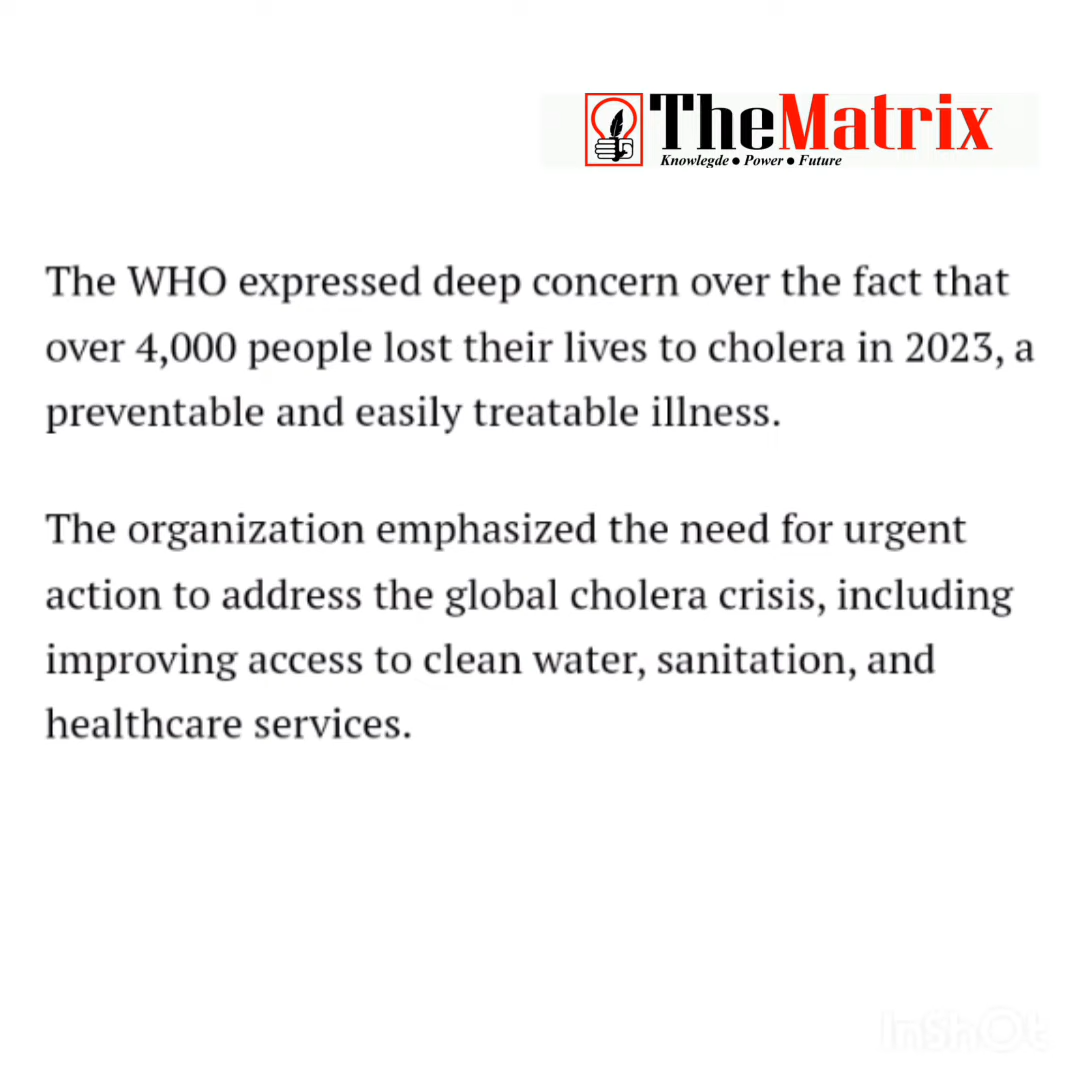 TheMatrix
Knowlegde ● Power ● Future
The WHO expressed deep concern over the fact that
over 4,000 people lost their lives to cholera in 2023, a
preventable and easily treatable illness.
The organization emphasized the need for urgent
action to address the global cholera crisis, including
improving access to clean water, sanitation, and
healthcare services.
InShOt